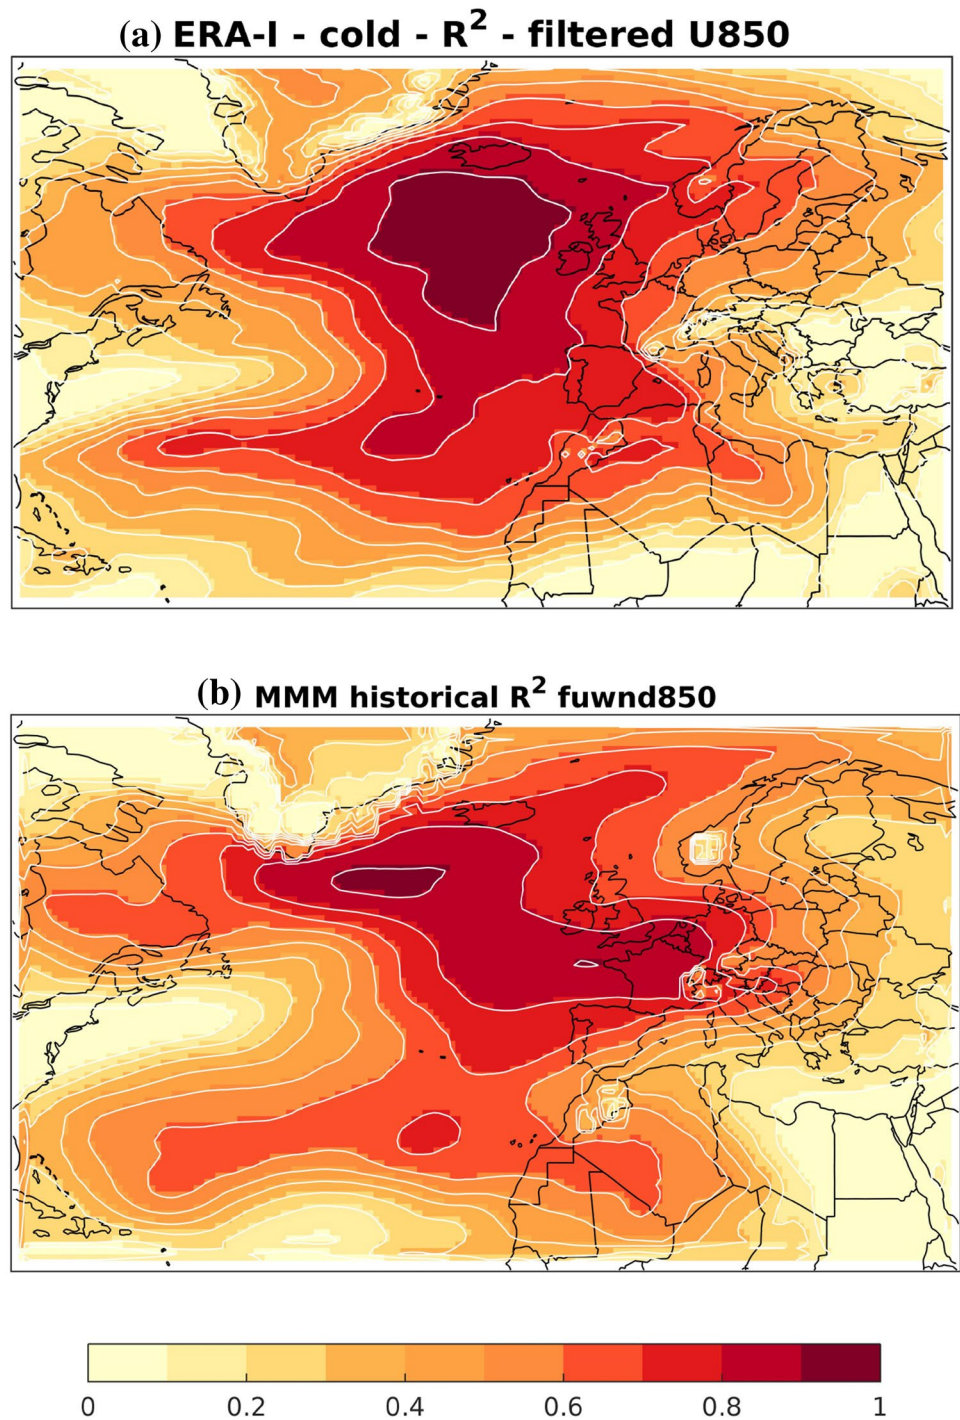 (a) ERA-I - cold - R² - filtered U850
(b) MMM historical R² fuwnd850
0 0.2 0.4 0.6 0.8 1